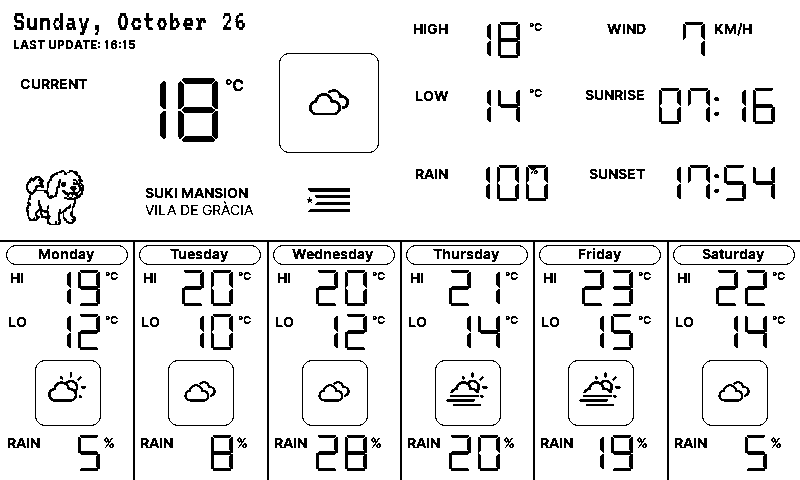 Sunday, October 26
LAST UPDATE: 16:15
CURRENT 18 °C
HIGH 18 °C
WIND 7 KM/H
LOW 14 °C
SUNRISE 07:16
RAIN 100 %
SUNSET 17:54
SUKI MANSION
VILA DE GRÀCIA
Monday
HI 19 °C
LO 12 °C
RAIN 5 %
Tuesday
HI 20 °C
LO 10 °C
RAIN 8 %
Wednesday
HI 20 °C
LO 12 °C
RAIN 28 %
Thursday
HI 21 °C
LO 14 °C
RAIN 20 %
Friday
HI 23 °C
LO 15 °C
RAIN 19 %
Saturday
HI 22 °C
LO 14 °C
RAIN 5 %